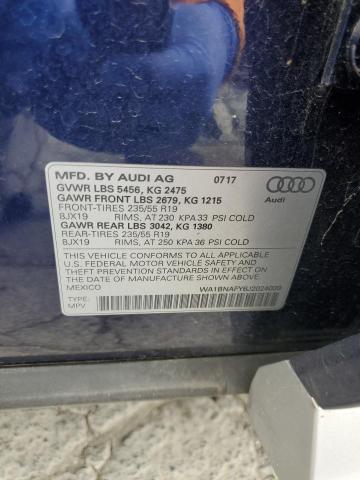 MFD. BY AUDI AG 0717
GVWR LBS 5456, KG 2475
GAWR FRONT LBS 2679, KG 1215
FRONT-TIRES 235/55 R19
8JX19 RIMS, AT 230 KPA 33 PSI COLD
GAWR REAR LBS 3042, KG 1380
REAR-TIRES 235/55 R19
8JX19 RIMS, AT 250 KPA 36 PSI COLD
THIS VEHICLE CONFORMS TO ALL APPLICABLE
U.S. FEDERAL MOTOR VEHICLE SAFETY AND
THEFT PREVENTION STANDARDS IN EFFECT ON
THE DATE OF MANUFACTURE SHOWN ABOVE.
MEXICO
TYPE:
WA1BNAFY6J2024020
Audi